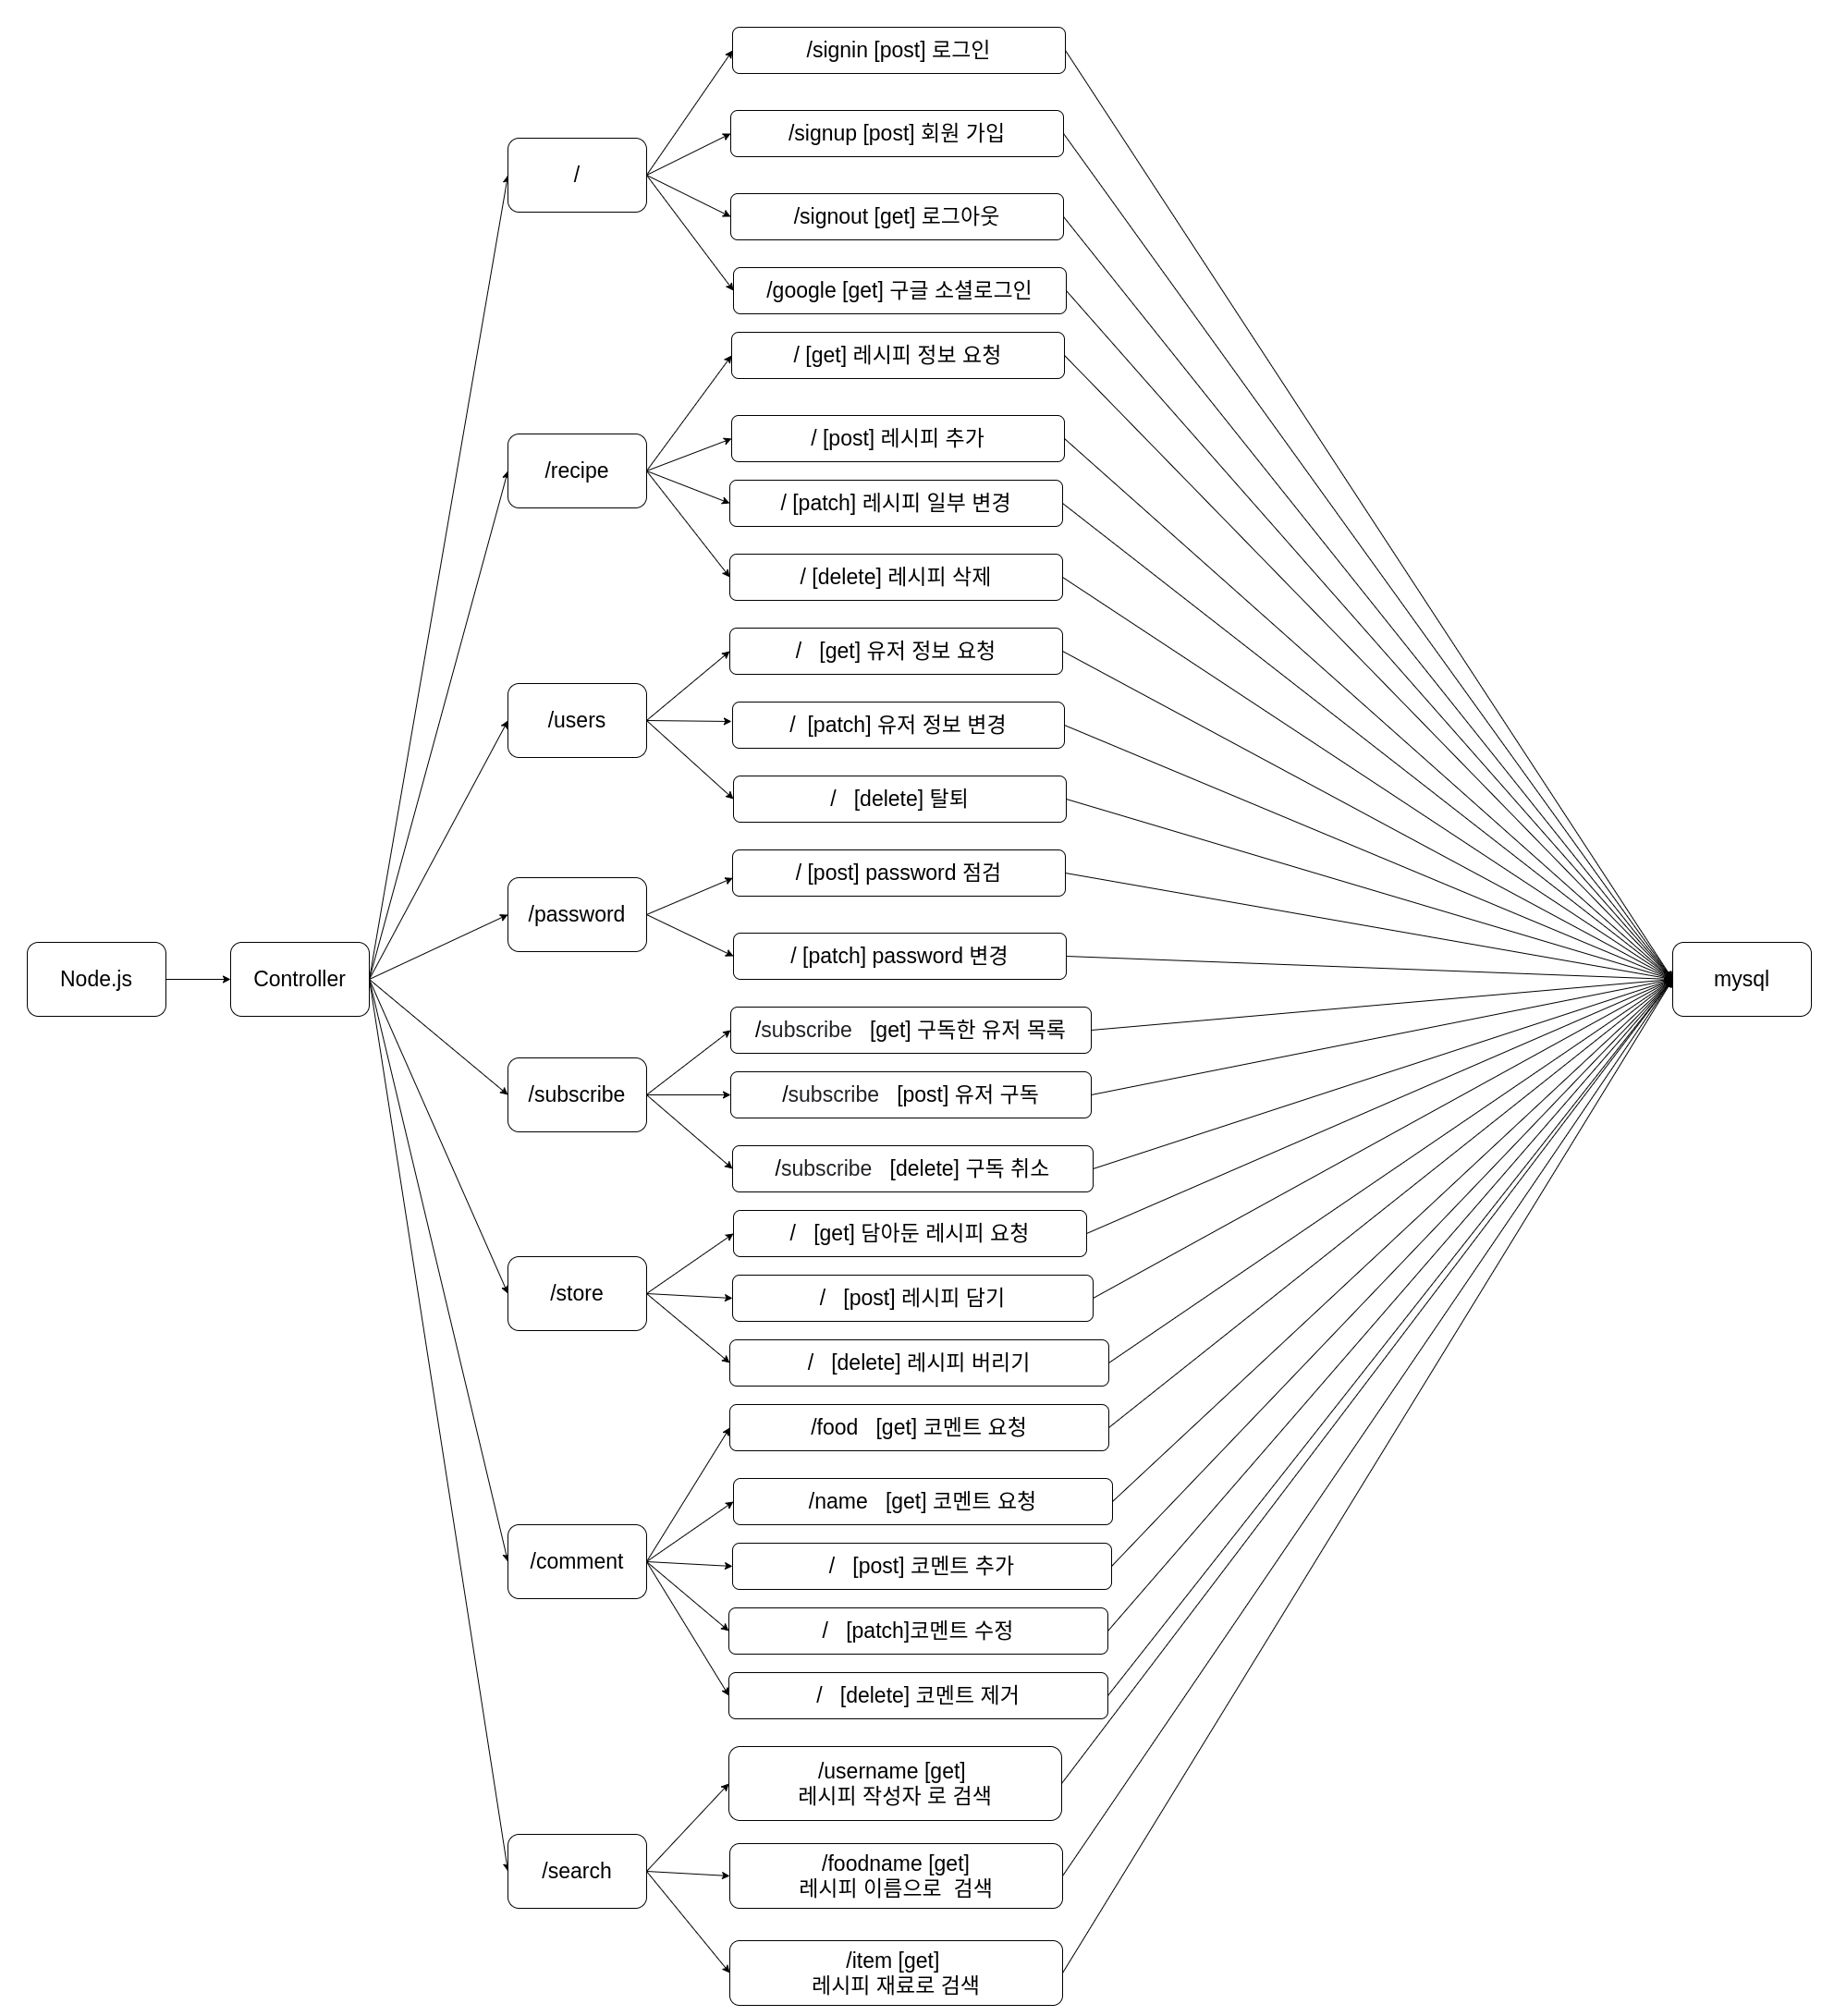 Node.js
Controller
/
/signin [post] 로그인
/signup [post] 회원 가입
/signout [get] 로그아웃
/google [get] 구글 소셜로그인
/recipe
/ [get] 레시피 정보 요청
/ [post] 레시피 추가
/ [patch] 레시피 일부 변경
/ [delete] 레시피 삭제
/users
/ [get] 유저 정보 요청
/ [patch] 유저 정보 변경
/ [delete] 탈퇴
/password
/ [post] password 점검
/ [patch] password 변경
/subscribe
/subscribe [get] 구독한 유저 목록
/subscribe [post] 유저 구독
/subscribe [delete] 구독 취소
/store
/ [get] 담아둔 레시피 요청
/ [post] 레시피 담기
/ [delete] 레시피 버리기
/comment
/food [get] 코멘트 요청
/name [get] 코멘트 요청
/ [post] 코멘트 추가
/ [patch]코멘트 수정
/ [delete] 코멘트 제거
/search
/username [get]
레시피 작성자 로 검색
/foodname [get]
레시피 이름으로 검색
/item [get]
레시피 재료로 검색
mysql